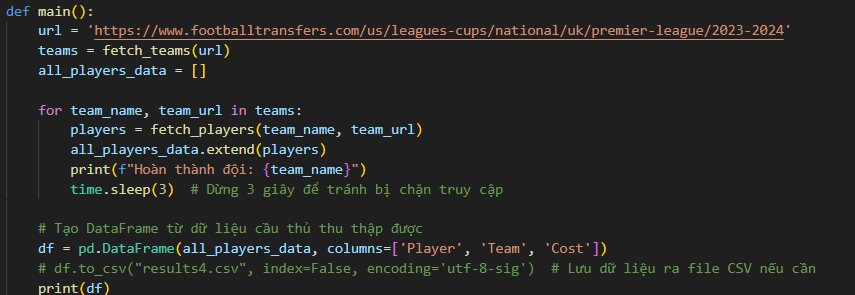 def main():
    url = 'https://www.footballtransfers.com/us/leagues-cups/national/uk/premier-league/2023-2024'
    teams = fetch_teams(url)
    all_players_data = []

    for team_name, team_url in teams:
        players = fetch_players(team_name, team_url)
        all_players_data.extend(players)
        print(f"Hoàn thành đội: {team_name}")
        time.sleep(3)  # Dừng 3 giây để tránh bị chặn truy cập

    # Tạo DataFrame từ dữ liệu cầu thủ thu thập được
    df = pd.DataFrame(all_players_data, columns=['Player', 'Team', 'Cost'])
    # df.to_csv("results4.csv", index=False, encoding='utf-8-sig')  # Lưu dữ liệu ra file CSV nếu cần
    print(df)